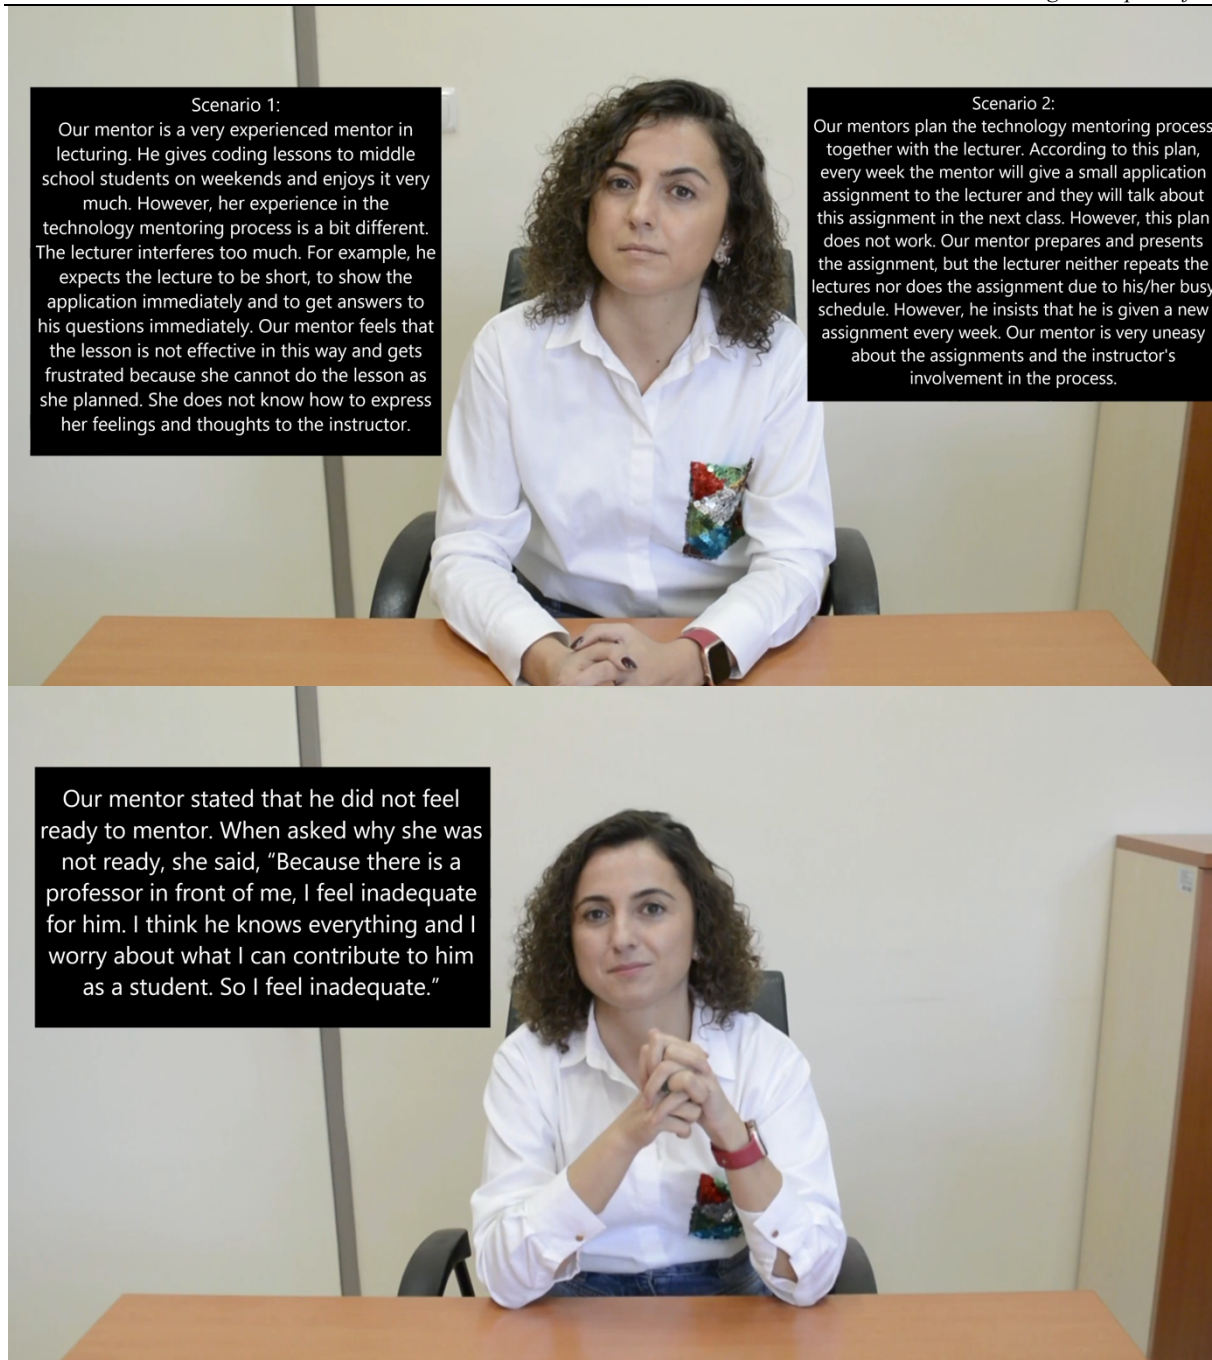 Scenario 1:
Our mentor is a very experienced mentor in
lecturing. He gives coding lessons to middle
school students on weekends and enjoys it very
much. However, her experience in the
technology mentoring process is a bit different.
The lecturer interferes too much. For example, he
expects the lecture to be short, to show the
application immediately and to get answers to
his questions immediately. Our mentor feels that
the lesson is not effective in this way and gets
frustrated because she cannot do the lesson as
she planned. She does not know how to express
her feelings and thoughts to the instructor.
Scenario 2:
Our mentors plan the technology mentoring process
together with the lecturer. According to this plan,
every week the mentor will give a small application
assignment to the lecturer and they will talk about
this assignment in the next class. However, this plan
does not work. Our mentor prepares and presents
the assignment, but the lecturer neither repeats the
lectures nor does the assignment due to his/her busy
schedule. However, he insists that he is given a new
assignment every week. Our mentor is very uneasy
about the assignments and the instructor's
involvement in the process.
Our mentor stated that he did not feel
ready to mentor. When asked why she was
not ready, she said, “Because there is a
professor in front of me, I feel inadequate
for him. I think he knows everything and I
worry about what I can contribute to him
as a student. So I feel inadequate.”